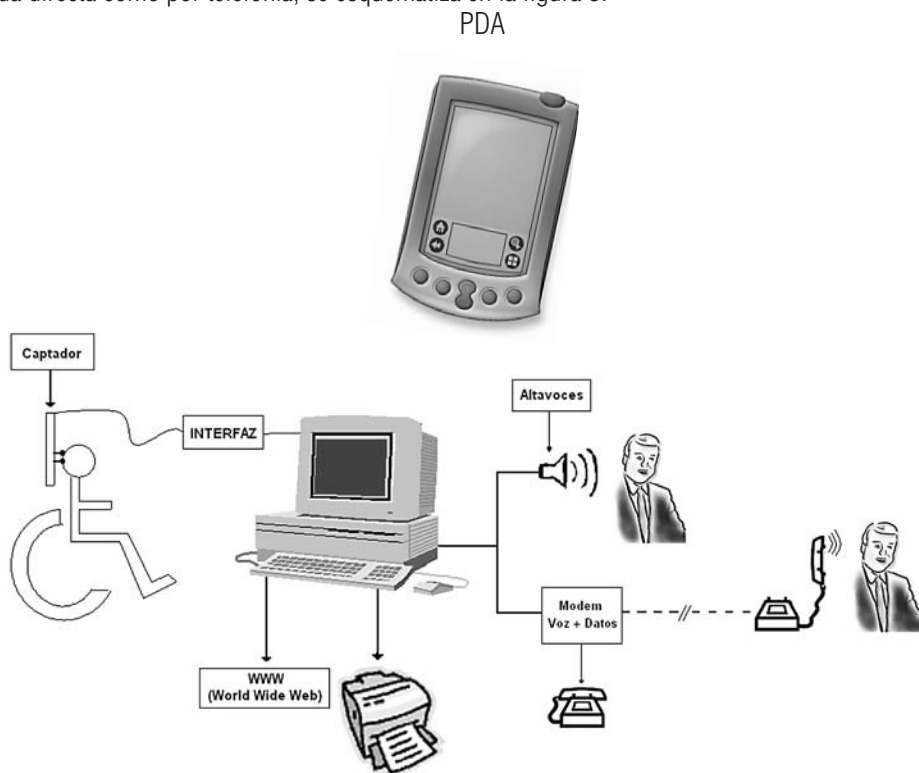 PDA
Captador
INTERFAZ
Altavoces
Modem
Voz + Datos
WWW
(World Wide Web)